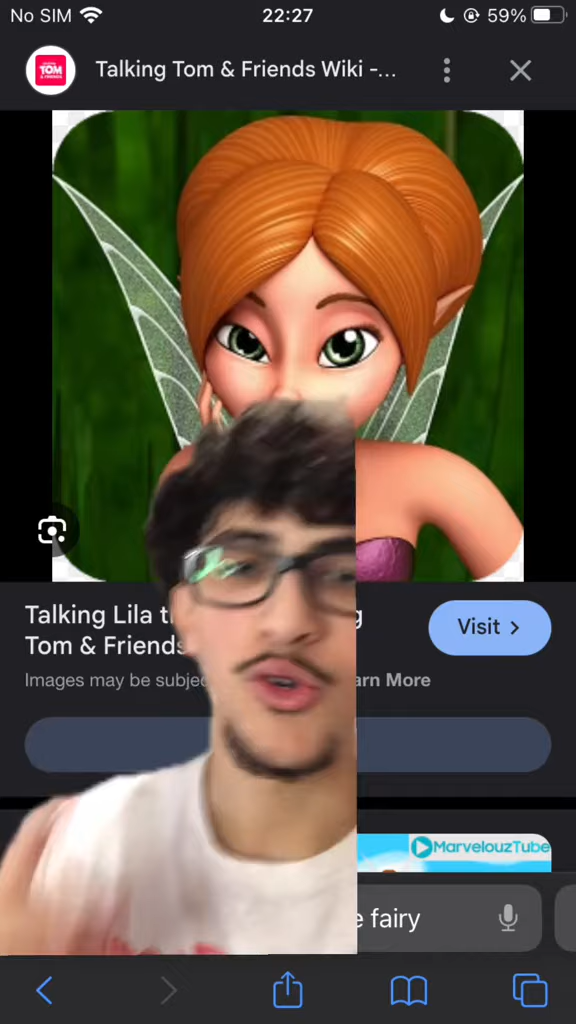 No SIM 22:27 59%
TOM
& FRIENDS
Talking Tom & Friends Wiki -...
Talking Lila t g
Tom & Friends
Visit
Images may be subjec arn More
MarvelouzTube
e fairy